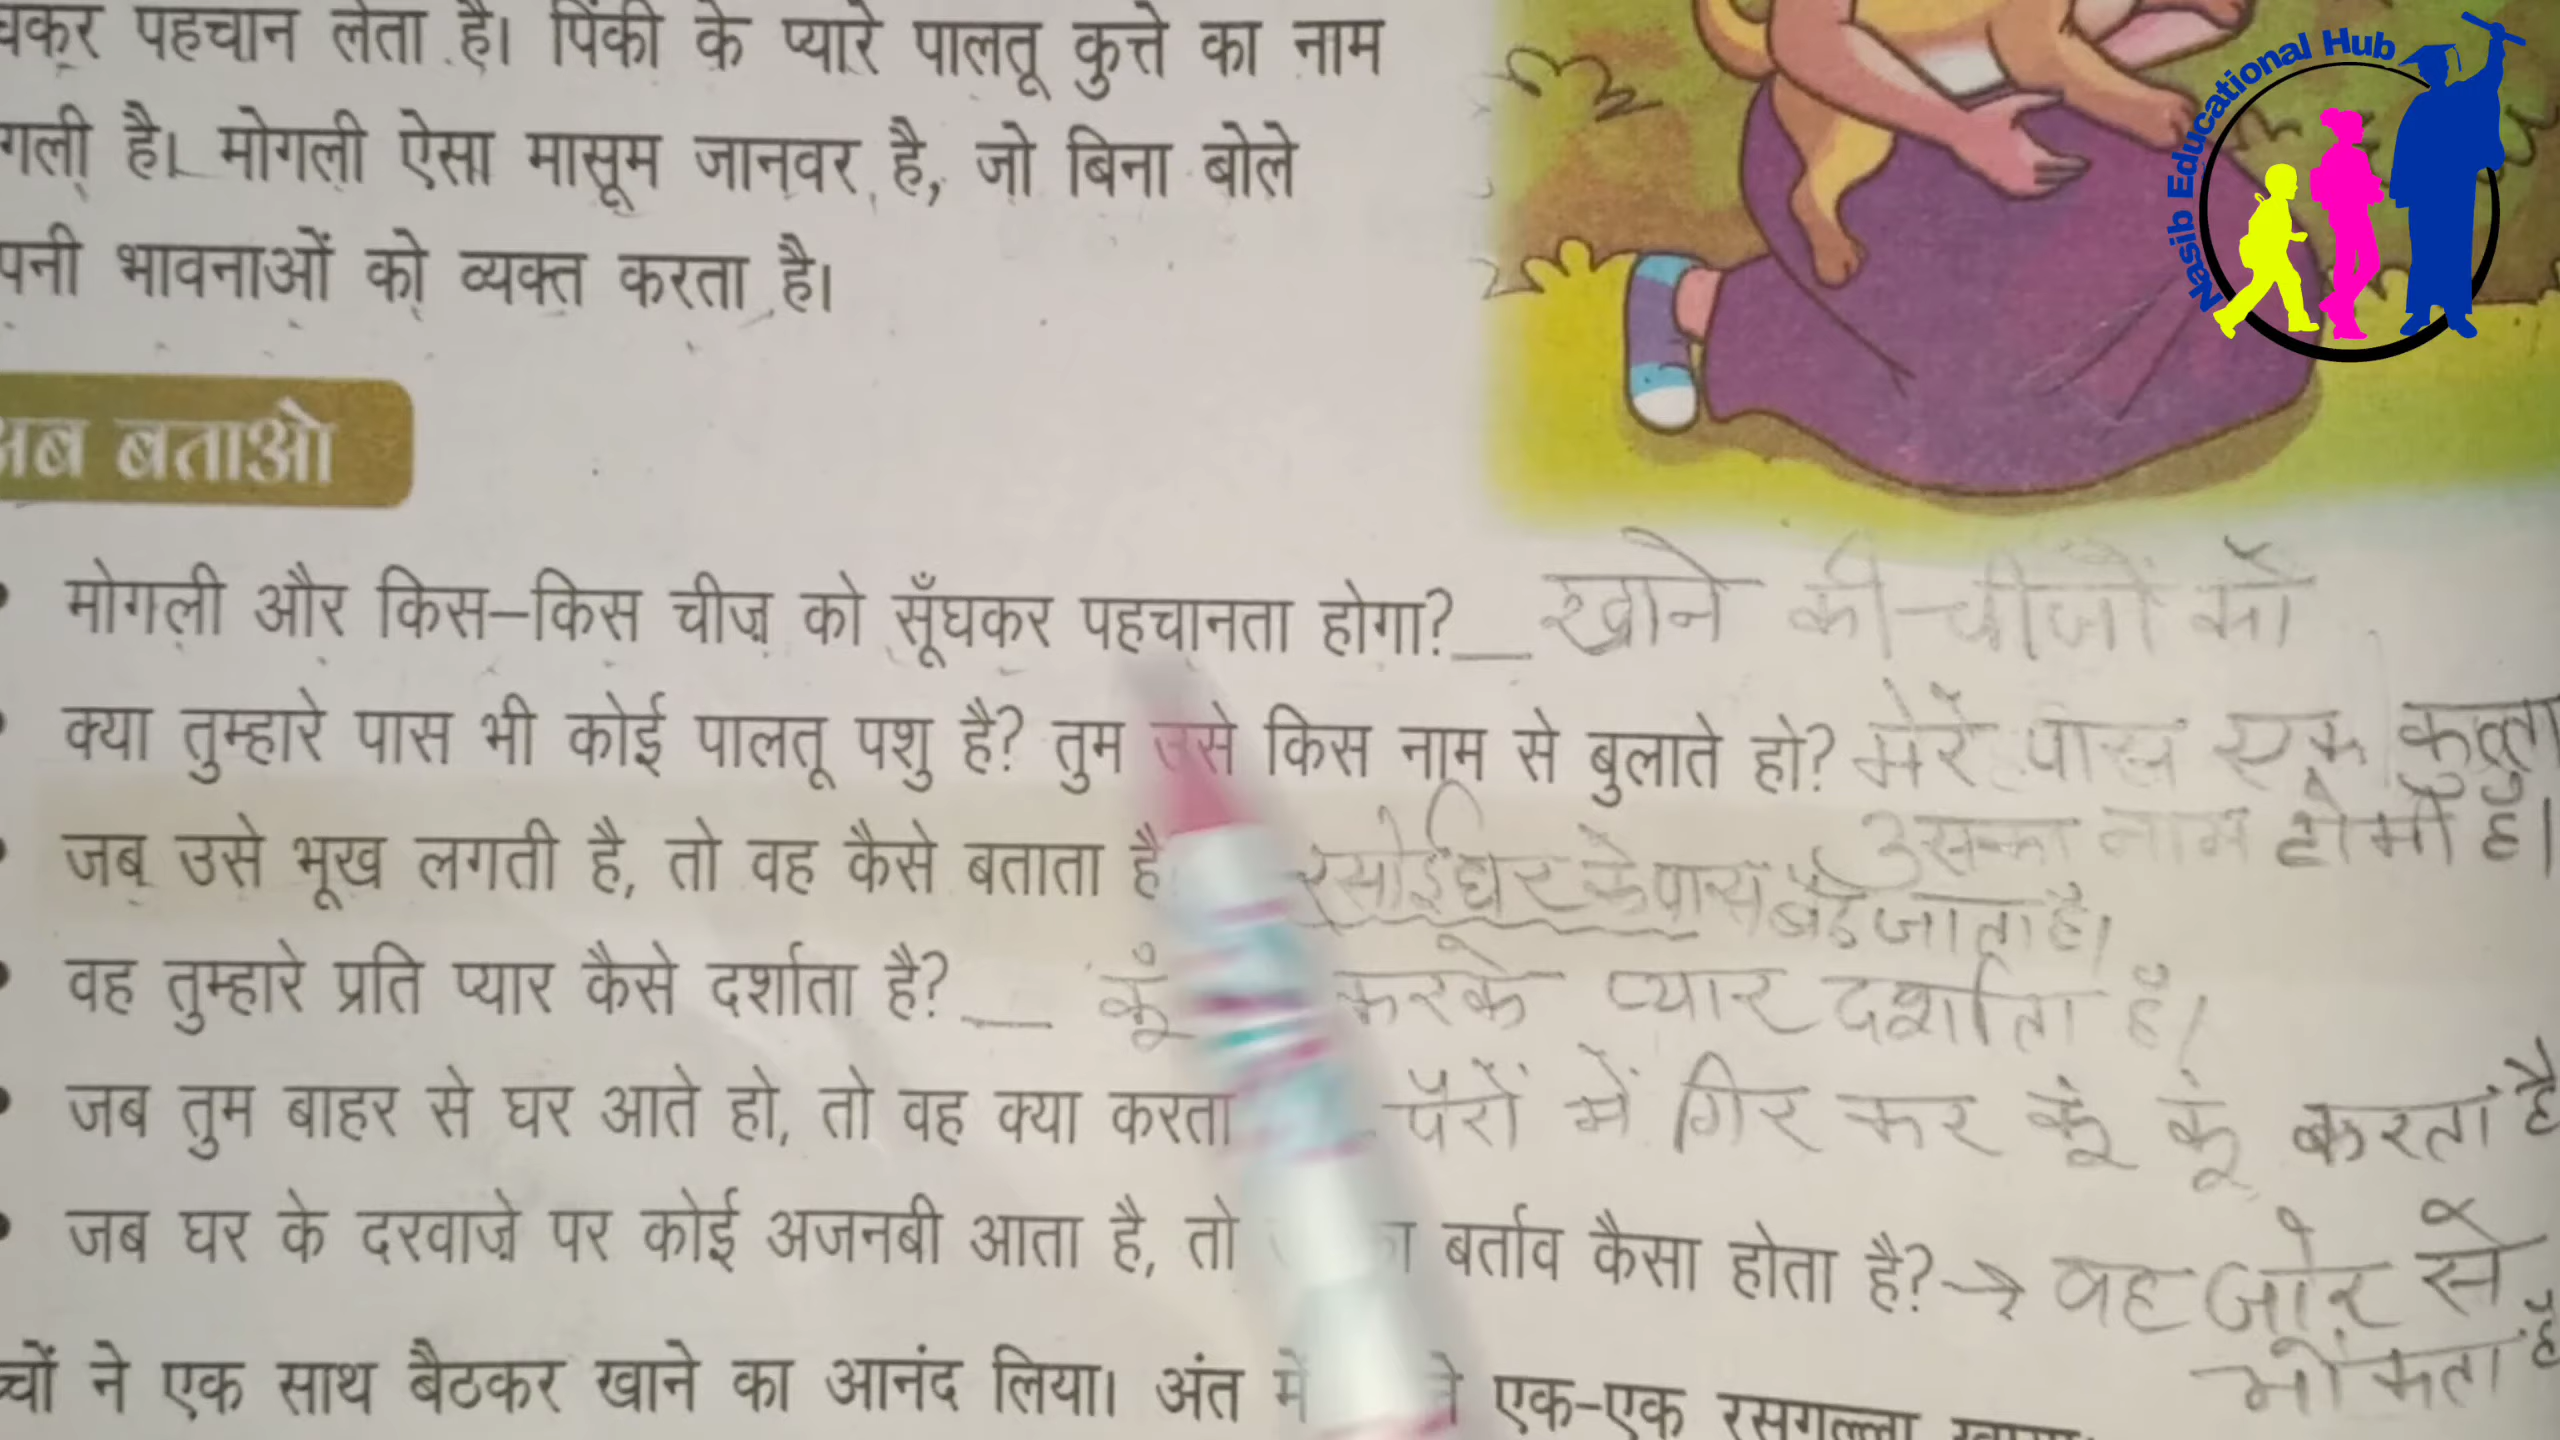 पहचान लेता है। पिंकी के प्यारे पालतू कुत्ते का नाम
गली है। मोगली ऐसा मासूम जानवर है, जो बिना बोले
पनी भावनाओं को व्यक्त करता है।
Nasib Educational Hub
अब बताओ
मोगली और किस-किस चीज़ को सूँघकर पहचानता होगा? खाने की चीजों को
क्या तुम्हारे पास भी कोई पालतू पशु है? तुम उसे किस नाम से बुलाते हो? मेरे पास एक कुत्ता
उसका नाम टोमी है।
जब उसे भूख लगती है, तो वह कैसे बताता है रसोईघर के पास बैठ जाता है।
वह तुम्हारे प्रति प्यार कैसे दर्शाता है? कूं करके प्यार दर्शाता है।
जब तुम बाहर से घर आते हो, तो वह क्या करता पैरों में गिर कर कूं कूं करता है
जब घर के दरवाज़े पर कोई अजनबी आता है, तो बर्ताव कैसा होता है? → वह जोर से
भोंकता है
च्चों ने एक साथ बैठकर खाने का आनंद लिया। अंत में एक-एक रसगुल्ला